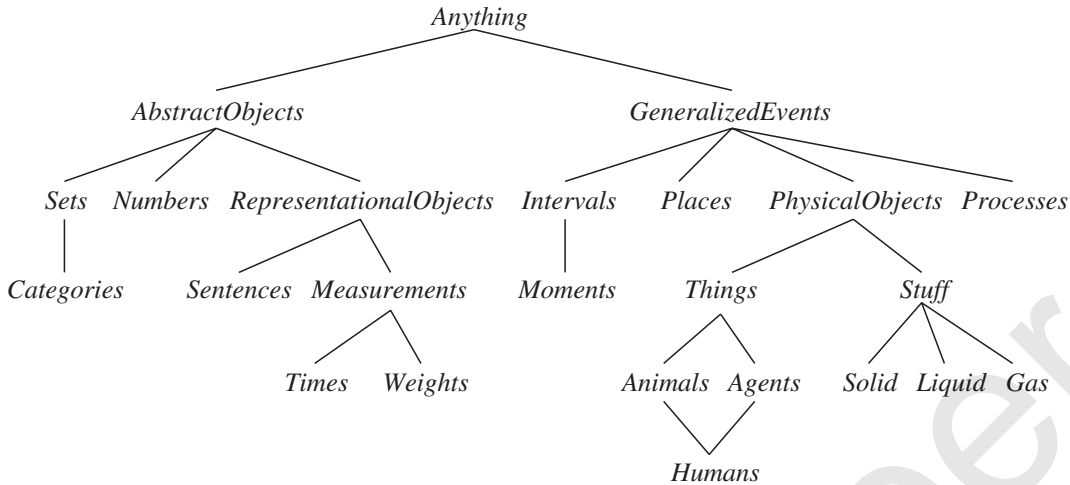 Anything
AbstractObjects GeneralizedEvents
Sets Numbers RepresentationalObjects Intervals Places PhysicalObjects Processes
Categories Sentences Measurements Moments Things Stuff
Times Weights Animals Agents Solid Liquid Gas
Humans